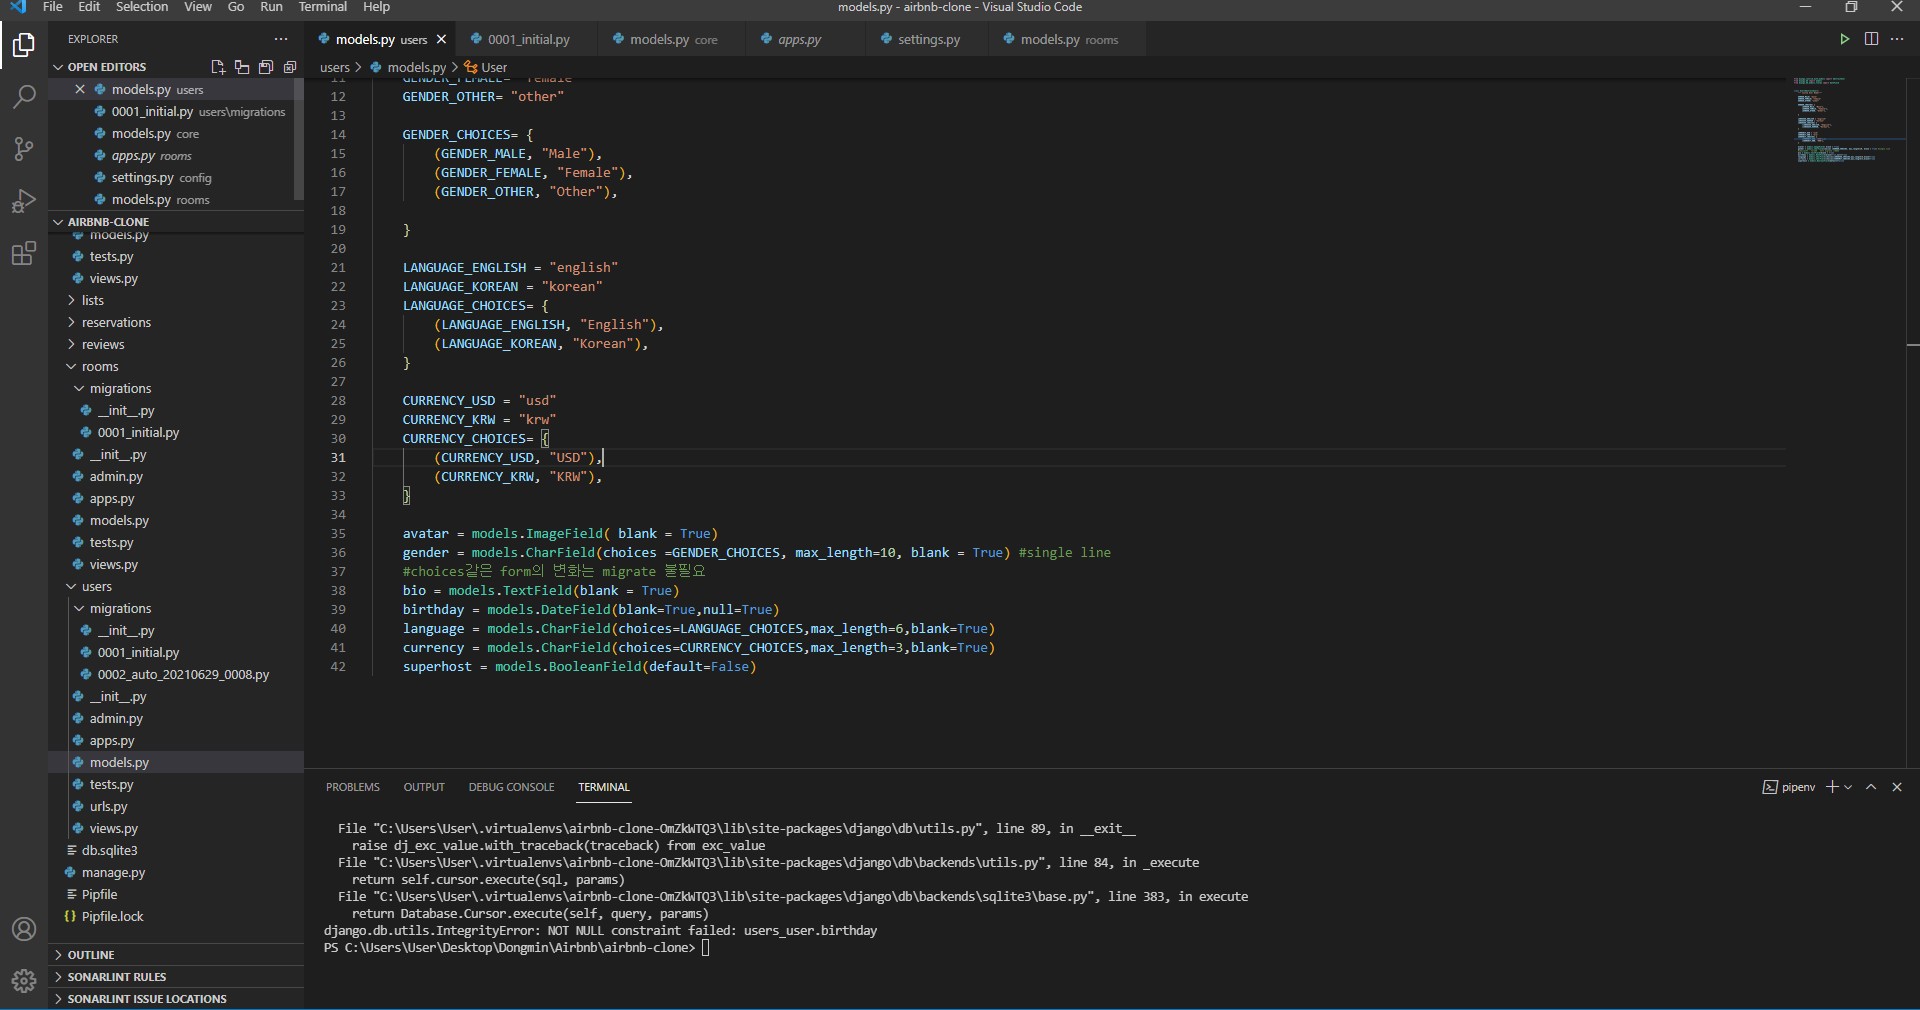 File Edit Selection View Go Run Terminal Help
models.py - airbnb-clone - Visual Studio Code
EXPLORER
OPEN EDITORS
models.py users
0001_initial.py users\migrations
models.py core
apps.py rooms
settings.py config
models.py rooms
AIRBNB-CLONE
models.py
tests.py
views.py
lists
reservations
reviews
rooms
migrations
__init__.py
0001_initial.py
__init__.py
admin.py
apps.py
models.py
tests.py
views.py
users
migrations
__init__.py
0001_initial.py
0002_auto_20210629_0008.py
__init__.py
admin.py
apps.py
models.py
tests.py
urls.py
views.py
db.sqlite3
manage.py
Pipfile
{} Pipfile.lock
OUTLINE
SONARLINT RULES
SONARLINT ISSUE LOCATIONS
models.py users 0001_initial.py models.py core apps.py settings.py models.py rooms
users > models.py > User
11 GENDER_FEMALE= "female"
12 GENDER_OTHER= "other"
13
14 GENDER_CHOICES= {
15 (GENDER_MALE, "Male"),
16 (GENDER_FEMALE, "Female"),
17 (GENDER_OTHER, "Other"),
18
19 }
20
21 LANGUAGE_ENGLISH = "english"
22 LANGUAGE_KOREAN = "korean"
23 LANGUAGE_CHOICES= {
24 (LANGUAGE_ENGLISH, "English"),
25 (LANGUAGE_KOREAN, "Korean"),
26 }
27
28 CURRENCY_USD = "usd"
29 CURRENCY_KRW = "krw"
30 CURRENCY_CHOICES= {
31 (CURRENCY_USD, "USD"),
32 (CURRENCY_KRW, "KRW"),
33 }
34
35 avatar = models.ImageField( blank = True)
36 gender = models.CharField(choices =GENDER_CHOICES, max_length=10, blank = True) #single line
37 #choices같은 form의 변화는 migrate 불필요
38 bio = models.TextField(blank = True)
39 birthday = models.DateField(blank=True,null=True)
40 language = models.CharField(choices=LANGUAGE_CHOICES,max_length=6,blank=True)
41 currency = models.CharField(choices=CURRENCY_CHOICES,max_length=3,blank=True)
42 superhost = models.BooleanField(default=False)
PROBLEMS OUTPUT DEBUG CONSOLE TERMINAL
pipenv
File "C:\Users\User\.virtualenvs\airbnb-clone-OmZkWTQ3\lib\site-packages\django\db\utils.py", line 89, in __exit__
raise dj_exc_value.with_traceback(traceback) from exc_value
File "C:\Users\User\.virtualenvs\airbnb-clone-OmZkWTQ3\lib\site-packages\django\db\backends\utils.py", line 84, in _execute
return self.cursor.execute(sql, params)
File "C:\Users\User\.virtualenvs\airbnb-clone-OmZkWTQ3\lib\site-packages\django\db\backends\sqlite3\base.py", line 383, in execute
return Database.Cursor.execute(self, query, params)
django.db.utils.IntegrityError: NOT NULL constraint failed: users_user.birthday
PS C:\Users\User\Desktop\Dongmin\Airbnb\airbnb-clone>